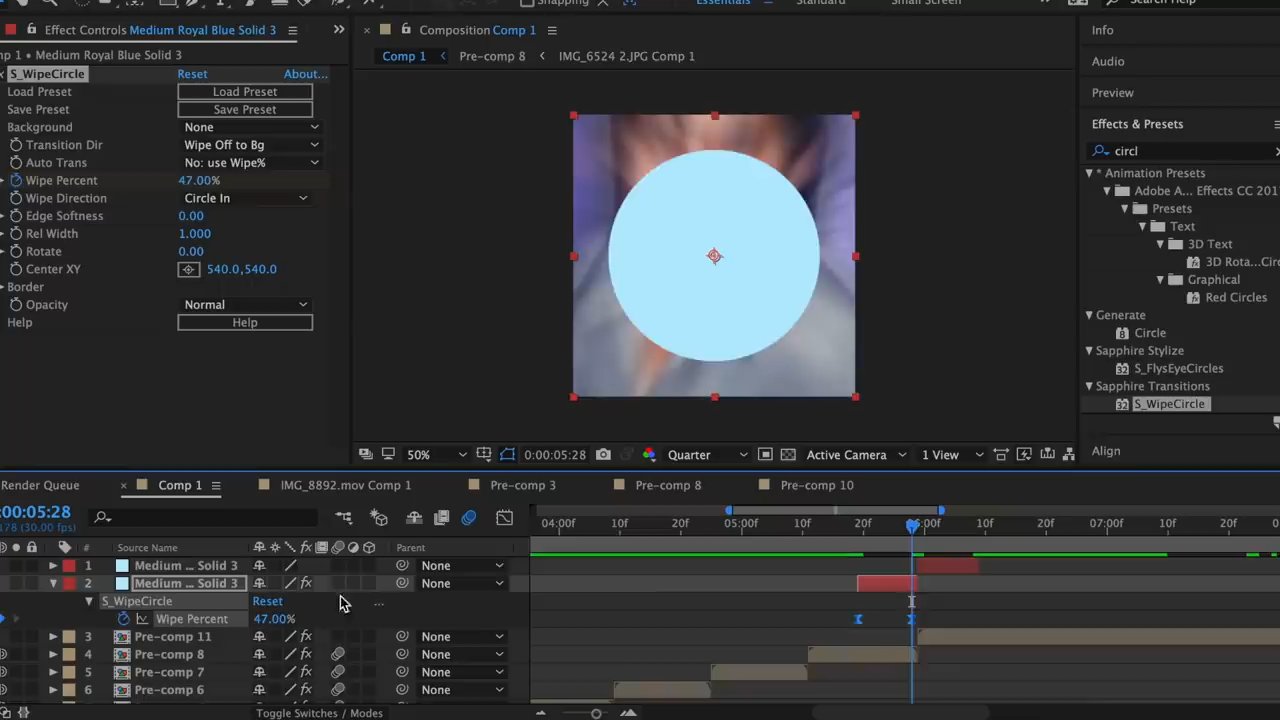 Snapping
Essentials
Standard
Small Screen
Search Help
Effect Controls Medium Royal Blue Solid 3
mp 1 • Medium Royal Blue Solid 3
S_WipeCircle Reset About...
Load Preset Load Preset
Save Preset Save Preset
Background None
Transition Dir Wipe Off to Bg
Auto Trans No: use Wipe%
Wipe Percent 47.00%
Wipe Direction Circle In
Edge Softness 0.00
Rel Width 1.000
Rotate 0.00
Center XY 540.0,540.0
Border
Opacity Normal
Help Help
Composition Comp 1
Comp 1 Pre-comp 8 IMG_6524 2.JPG Comp 1
50% 0:00:05:28 Quarter Active Camera 1 View
Info
Audio
Preview
Effects & Presets
circl
* Animation Presets
Adobe A... Effects CC 201
Presets
Text
3D Text
3D Rota...Circ
Graphical
Red Circles
Generate
Circle
Sapphire Stylize
S_FlysEyeCircles
Sapphire Transitions
S_WipeCircle
Align
Render Queue Comp 1 IMG_8892.mov Comp 1 Pre-comp 3 Pre-comp 8 Pre-comp 10
:00:05:28
178 (30.00 fps)
04:00f 10f 20f 05:00f 10f 20f 06:00f 10f 20f 07:00f 10f 20f
# Source Name Parent
1 Medium ... Solid 3 None
2 Medium ... Solid 3 None
S_WipeCircle Reset ...
Wipe Percent 47.00%
3 Pre-comp 11 None
4 Pre-comp 8 None
5 Pre-comp 7 None
6 Pre-comp 6 None
Toggle Switches / Modes